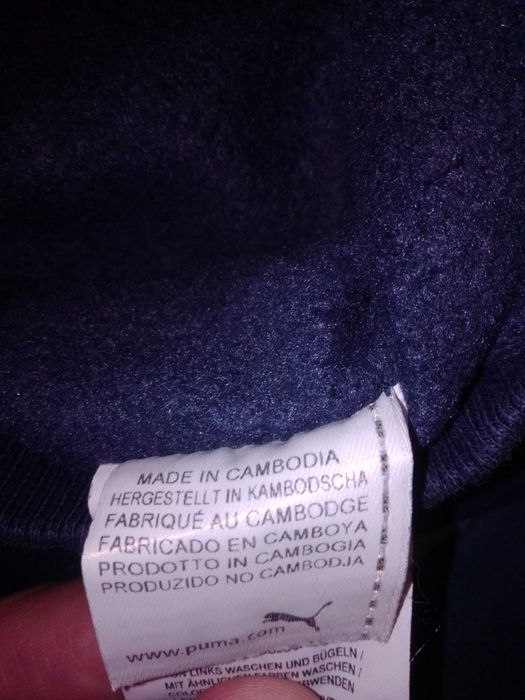 MADE IN CAMBODIA
HERGESTELLT IN KAMBODSCHA
FABRIQUÉ AU CAMBODGE
FABRICADO EN CAMBOYA
PRODOTTO IN CAMBOGIA
PRODUZIDO NO CAMBODJA
www.puma.com
LINKS WASCHEN UND BÜGELN /
MIT ÄHNLICHEN FARBEN WASCHEN /